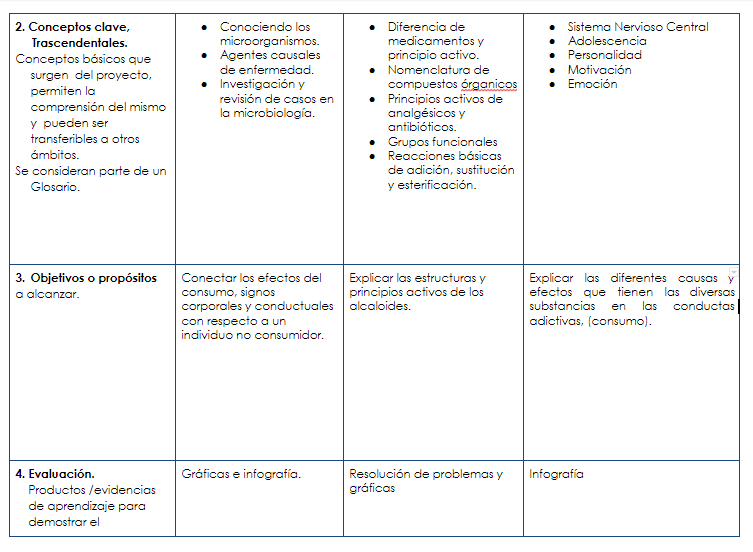 2. Conceptos clave,
Trascendentales.
Conceptos básicos que
surgen del proyecto,
permiten la
comprensión del mismo
y pueden ser
transferibles a otros
ámbitos.
Se consideran parte de un
Glosario.
• Conociendo los
microorganismos.
• Agentes causales
de enfermedad.
• Investigación y
revisión de casos en
la microbiología.
• Diferencia de
medicamentos y
principio activo.
• Nomenclatura de
compuestos órganicos
• Principios activos de
analgésicos y
antibióticos.
• Grupos funcionales
• Reacciones básicas
de adición, sustitución
y esterificación.
• Sistema Nervioso Central
• Adolescencia
• Personalidad
• Motivación
• Emoción
3. Objetivos o propósitos
a alcanzar.
Conectar los efectos del
consumo, signos
corporales y conductuales
con respecto a un
individuo no consumidor.
Explicar las estructuras y
principios activos de los
alcaloides.
Explicar las diferentes causas y
efectos que tienen las diversas
substancias en las conductas
adictivas, (consumo).
4. Evaluación.
Productos /evidencias
de aprendizaje para
demostrar el
Gráficas e infografía.
Resolución de problemas y
gráficas
Infografía